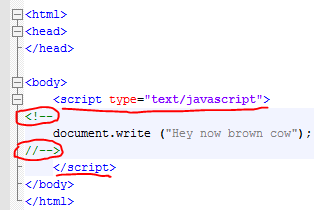 <html>
<head>
</head>
<body>
<script type="text/javascript">
<!--
document.write ("Hey now brown cow");
//-->
</script>
</body>
</html>